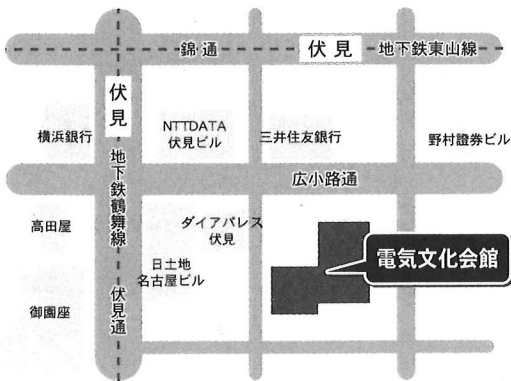 錦通
伏見
地下鉄東山線
伏見
横浜銀行
NTTDATA
伏見ビル
三井住友銀行
野村證券ビル
地下鉄鶴舞線
広小路通
高田屋
ダイアパレス
伏見
電気文化会館
日土地
名古屋ビル
御園座
伏見通